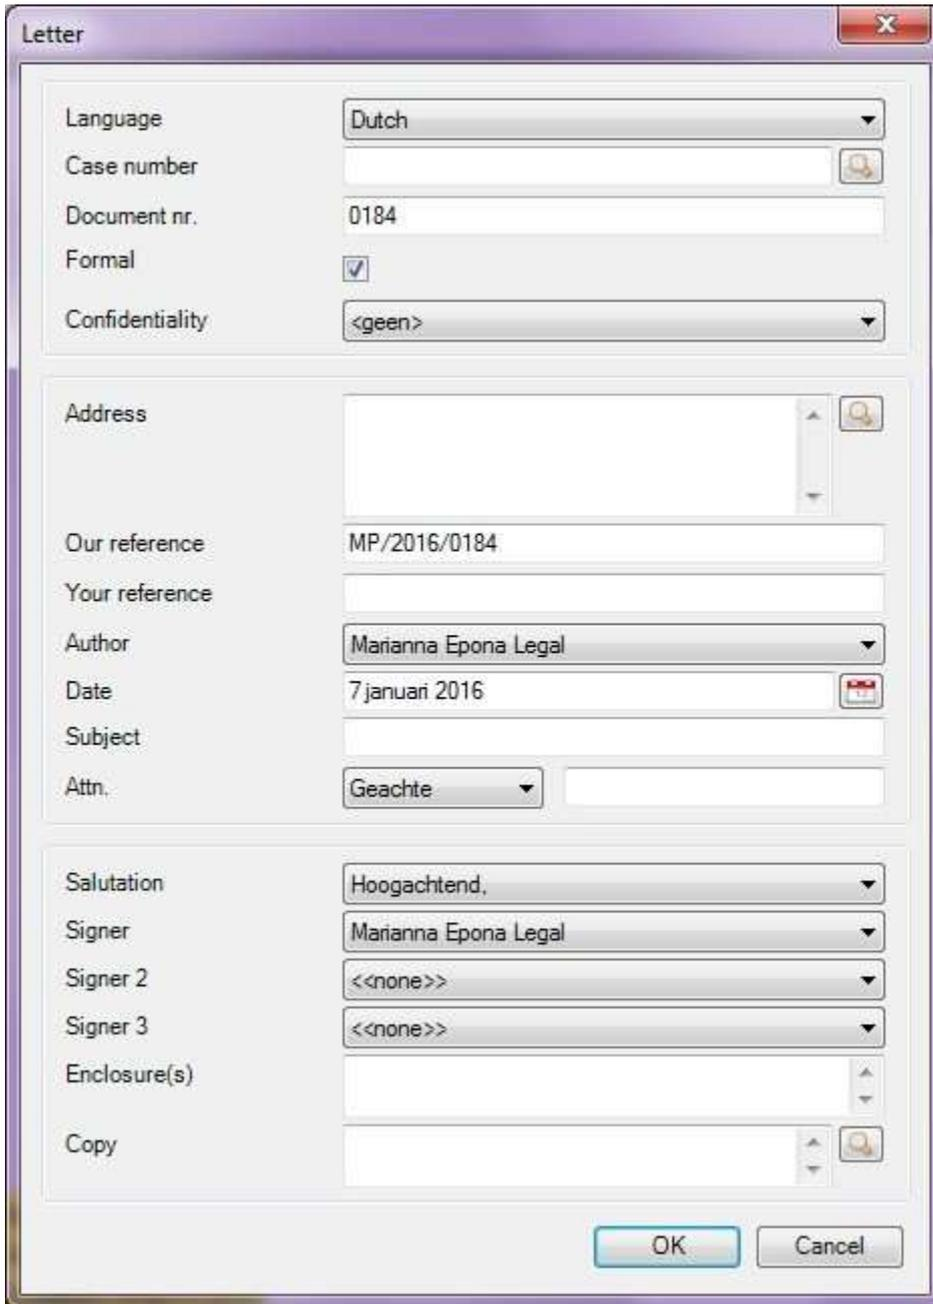 Letter
Language Dutch
Case number
Document nr. 0184
Formal
Confidentiality <geen>
Address
Our reference MP/2016/0184
Your reference
Author Marianna Epona Legal
Date 7 januari 2016
Subject
Attn. Geachte
Salutation Hoogachtend,
Signer Marianna Epona Legal
Signer 2 <<none>>
Signer 3 <<none>>
Enclosure(s)
Copy
OK Cancel